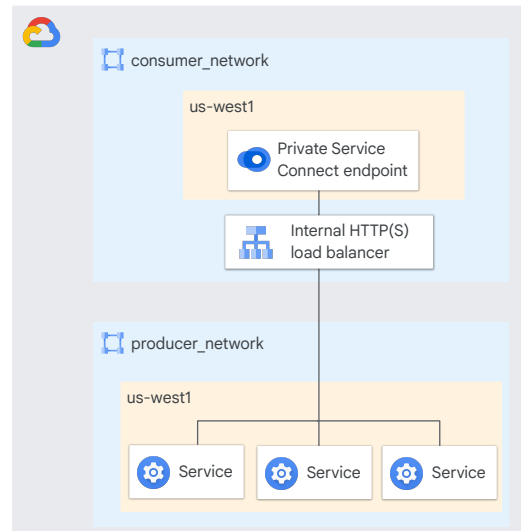 consumer_network
us-west1
Private Service
Connect endpoint
Internal HTTP(S)
load balancer
producer_network
us-west1
Service
Service
Service